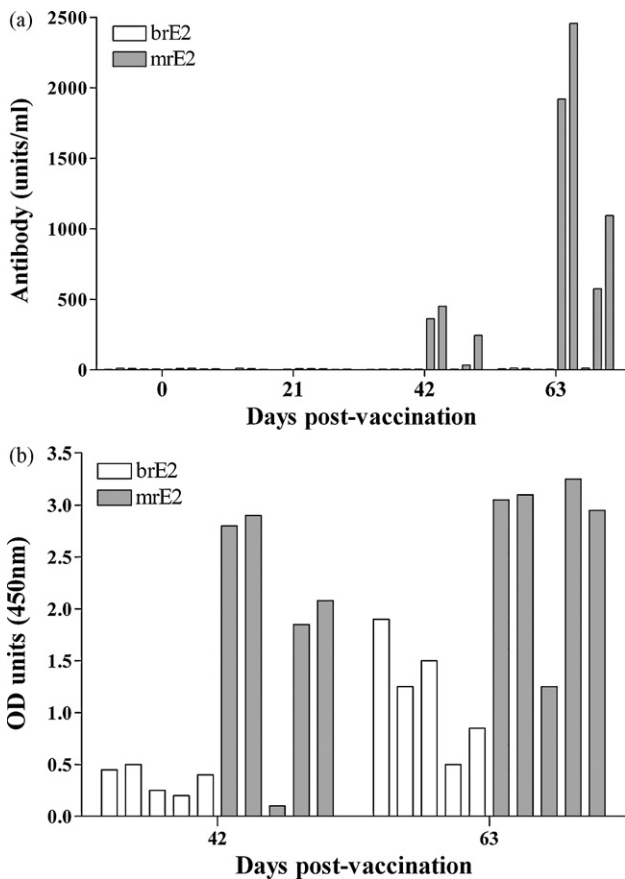 (a)
brE2
mrE2
Antibody (units/ml)
2500
2000
1500
1000
500
0
0 21 42 63
Days post-vaccination
(b)
brE2
mrE2
OD units (450nm)
3.5
3.0
2.5
2.0
1.5
1.0
0.5
0.0
42 63
Days post-vaccination